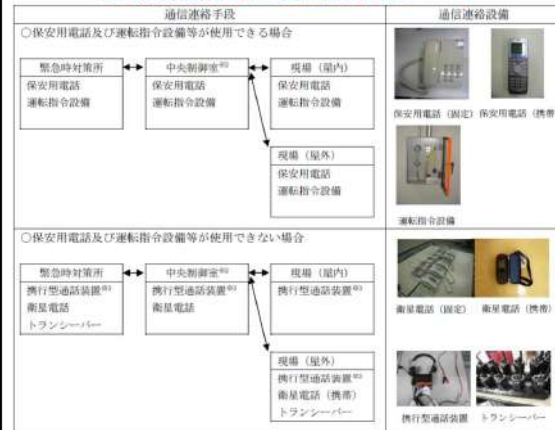 通信連絡手段
通信連絡設備
○保安用電話及び運転指令設備等が使用できる場合
緊急時対策所
保安用電話
運転指令設備
中央制御室※2
保安用電話
運転指令設備
現場（屋内）
保安用電話
運転指令設備
現場（屋外）
保安用電話
運転指令設備
保安用電話（固定）
保安用電話（携帯
運転指令設備
○保安用電話及び運転指令設備等が使用できない場合
緊急時対策所
携行型通話装置※3
衛星電話
トランシーバー
中央制御室※2
携行型通話装置※3
衛星電話
現場（屋内）
携行型通話装置※3
現場（屋外）
携行型通話装置※3
衛星電話（携帯）
トランシーバー
衛星電話（固定）
衛星電話（携帯）
携行型通話装置
トランシーバー